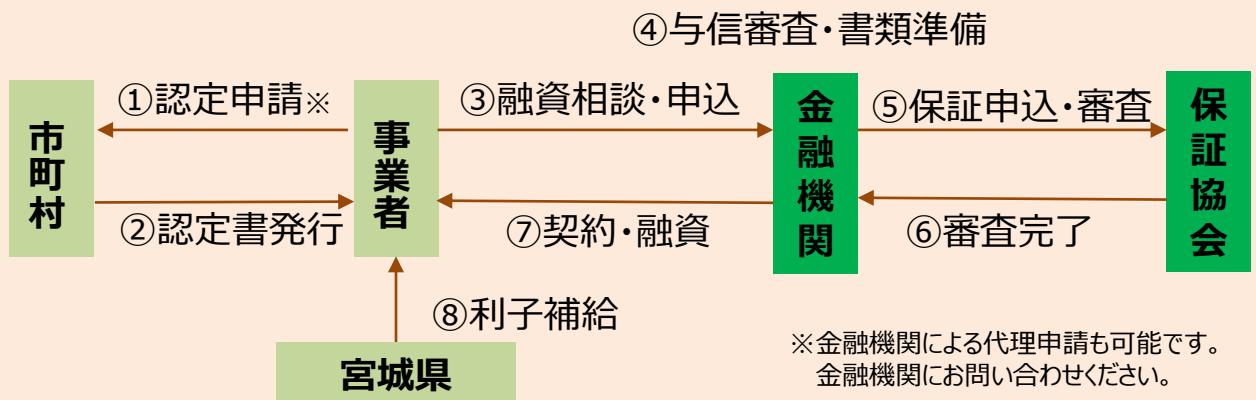 ④与信審査・書類準備
①認定申請※
③融資相談・申込
⑤保証申込・審査
市町村
事業者
金融機関
保証協会
②認定書発行
⑦契約・融資
⑥審査完了
⑧利子補給
宮城県
※金融機関による代理申請も可能です。
金融機関にお問い合わせください。